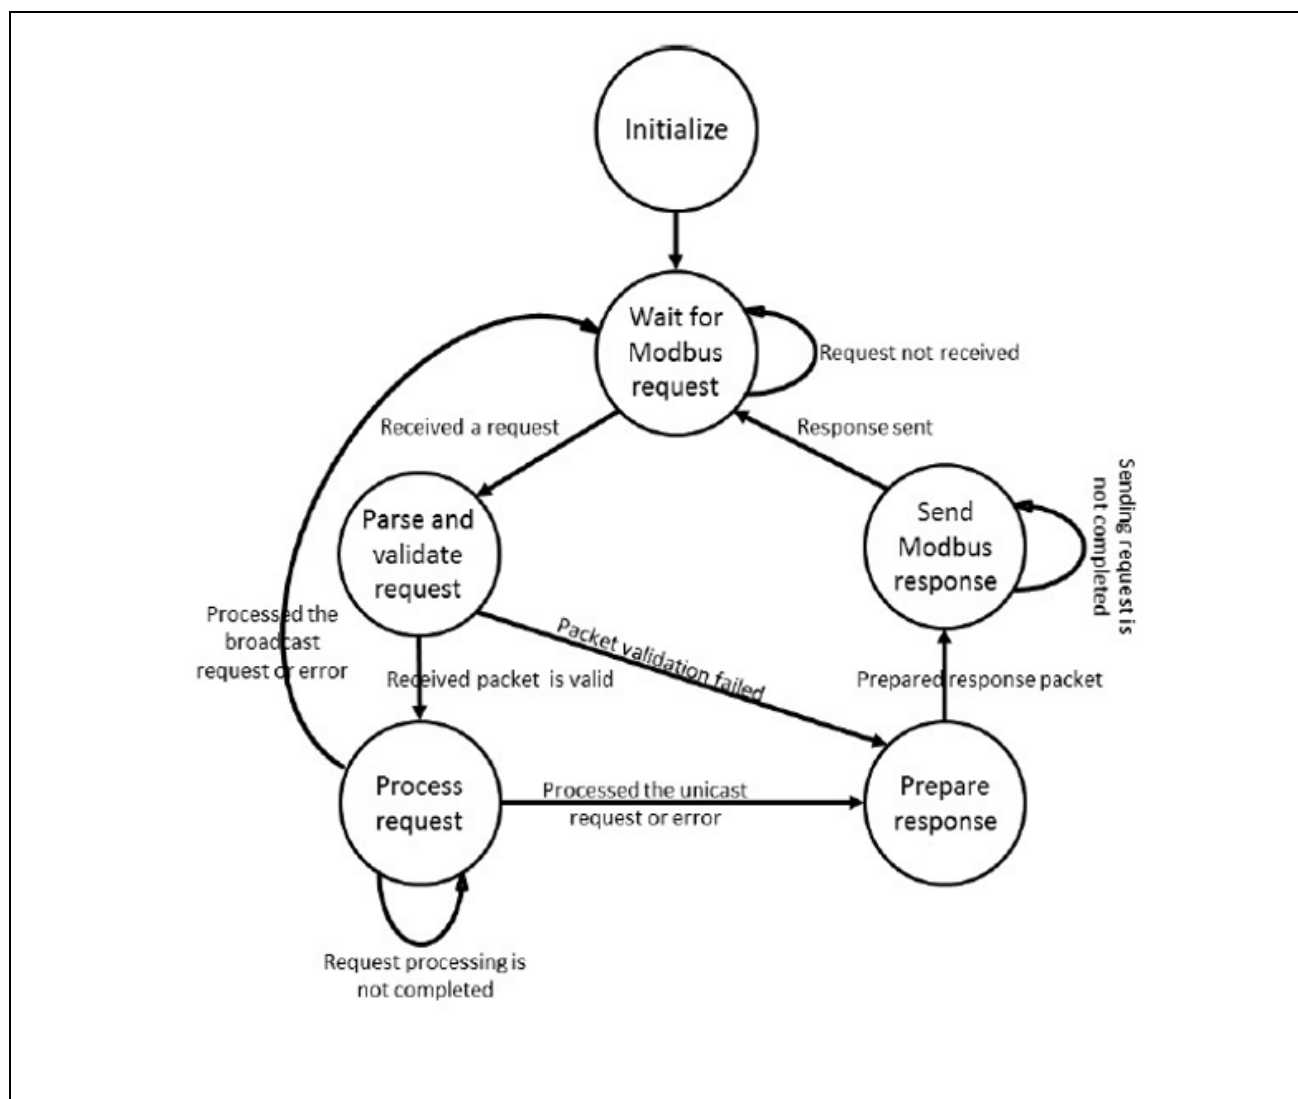 Initialize
Wait for
Modbus
request
Request not received
Received a request
Response sent
Parse and
validate
request
Send
Modbus
response
Sending request is
not completed
Processed the
broadcast
request or error
Packet validation failed
Received packet is valid
Prepared response packet
Process
request
Processed the unicast
request or error
Prepare
response
Request processing is
not completed